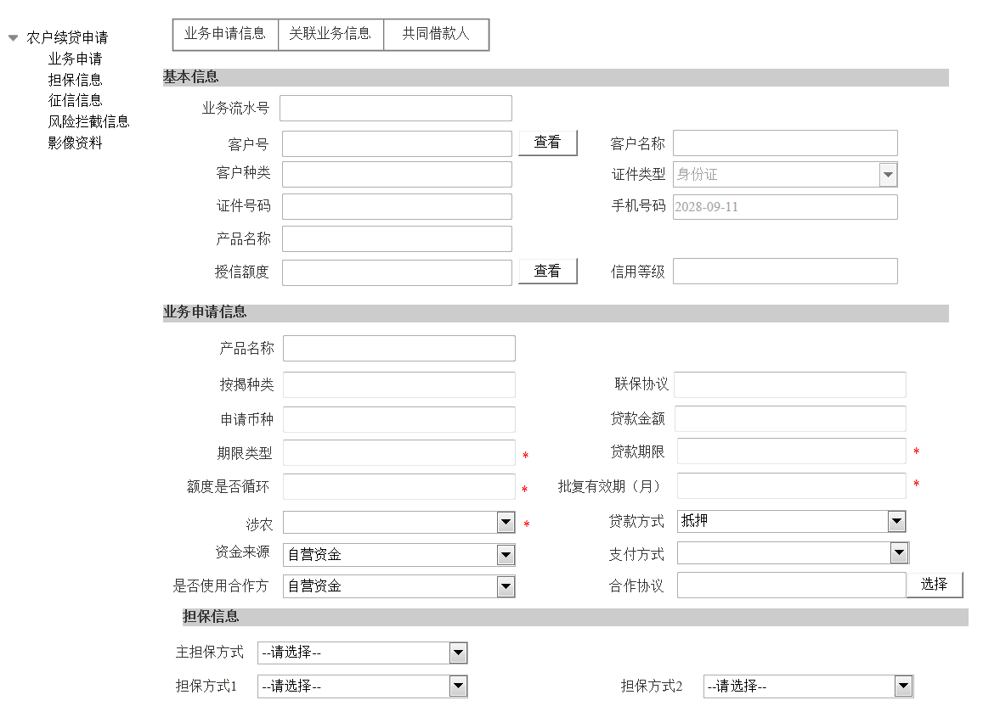 农户续贷申请
业务申请
担保信息
征信信息
风险拦截信息
影像资料
业务申请信息 关联业务信息 共同借款人
基本信息
业务流水号
客户号 查看 客户名称
客户种类 证件类型 身份证
证件号码 手机号码 2028-09-11
产品名称
授信额度 查看 信用等级
业务申请信息
产品名称
按揭种类 联保协议
申请币种 贷款金额
期限类型 * 贷款期限 *
额度是否循环 * 批复有效期（月） *
涉农 * 贷款方式 抵押
资金来源 自营资金 支付方式
是否使用合作方 自营资金 合作协议 选择
担保信息
主担保方式 --请选择--
担保方式1 --请选择-- 担保方式2 --请选择--